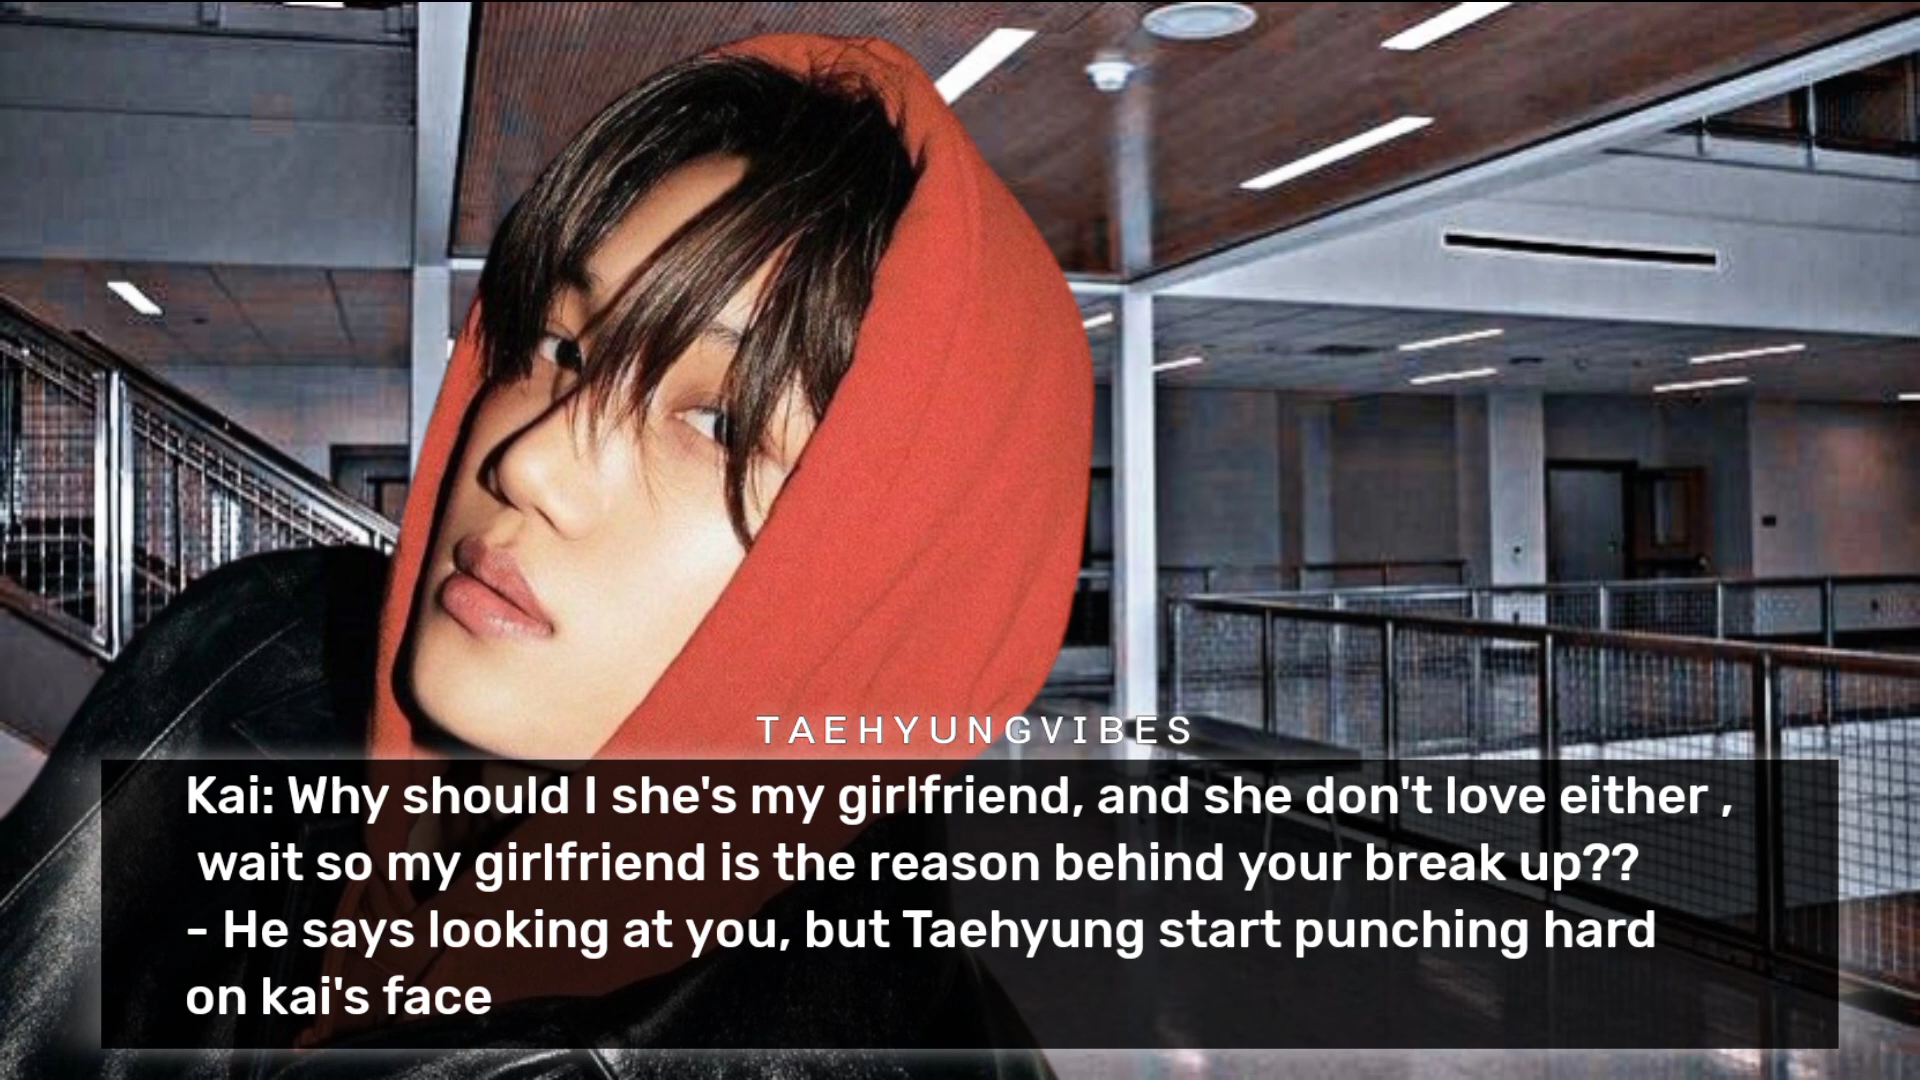 TAEHYUNGVIBES
Kai: Why should I she's my girlfriend, and she don't love either ,
wait so my girlfriend is the reason behind your break up??
- He says looking at you, but Taehyung start punching hard
on kai's face